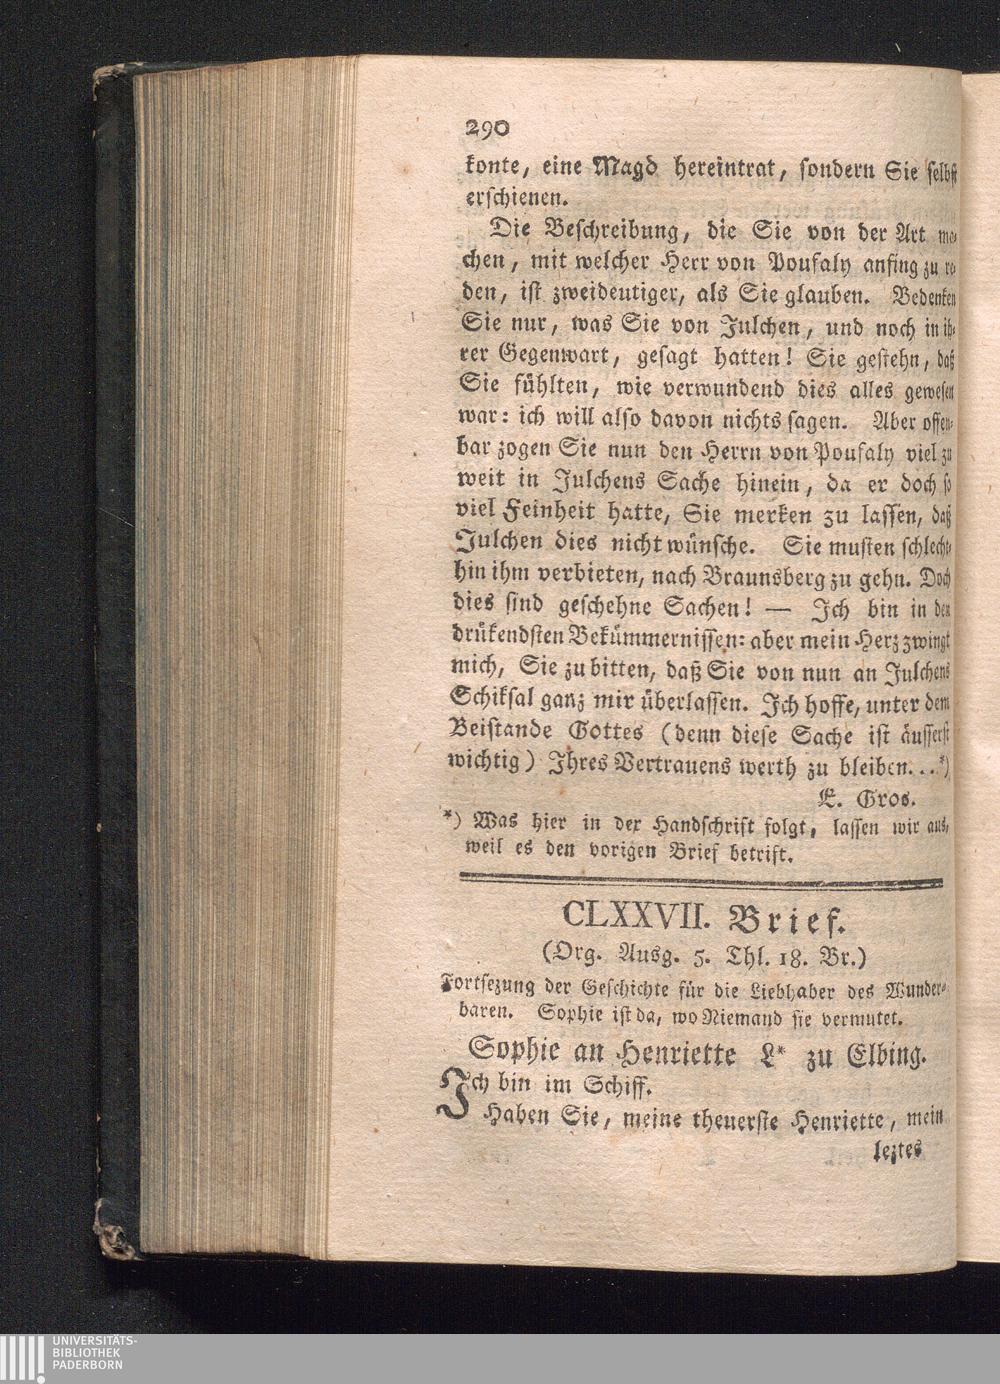 290
konte, eine Magd hereintrat, sondern Sie selbst
erschienen.
Die Beschreibung, die Sie von der Art ma-
chen, mit welcher Herr von Poufaly anfing zu re-
den, ist zweideutiger, als Sie glauben. Bedenken
Sie nur, was Sie von Julchen, und noch in ih-
rer Gegenwart, gesagt hatten! Sie gestehn, daß
Sie fühlten, wie verwundend dies alles gewesen
war: ich will also davon nichts sagen. Aber offen-
bar zogen Sie nun den Herrn von Poufaly viel zu
weit in Julchens Sache hinein, da er doch so
viel Feinheit hatte, Sie merken zu lassen, daß
Julchen dies nicht wünsche. Sie musten schlecht-
hin ihm verbieten, nach Braunsberg zu gehn. Doch
dies sind geschehne Sachen! — Ich bin in den
drükendsten Bekümmernissen: aber mein Herz zwingt
mich, Sie zu bitten, daß Sie von nun an Julchens
Schiksal ganz mir überlassen. Ich hoffe, unter dem
Beistande Gottes (denn diese Sache ist äusserst
wichtig) Ihres Vertrauens werth zu bleiben...*)
E. Gros.
*) Was hier in der Handschrift folgt, lassen wir aus,
weil es den vorigen Brief betrift.
CLXXVII. Brief.
(Org. Ausg. 5. Thl. 18. Br.)
Fortsezung der Geschichte für die Liebhaber des Wunder-
baren. Sophie ist da, wo Niemand sie vermutet.
Sophie an Henriette L* zu Elbing.
Ich bin im Schiff.
Haben Sie, meine theuerste Henriette, mein
leztes
UNIVERSITÄTS-
BIBLIOTHEK
PADERBORN